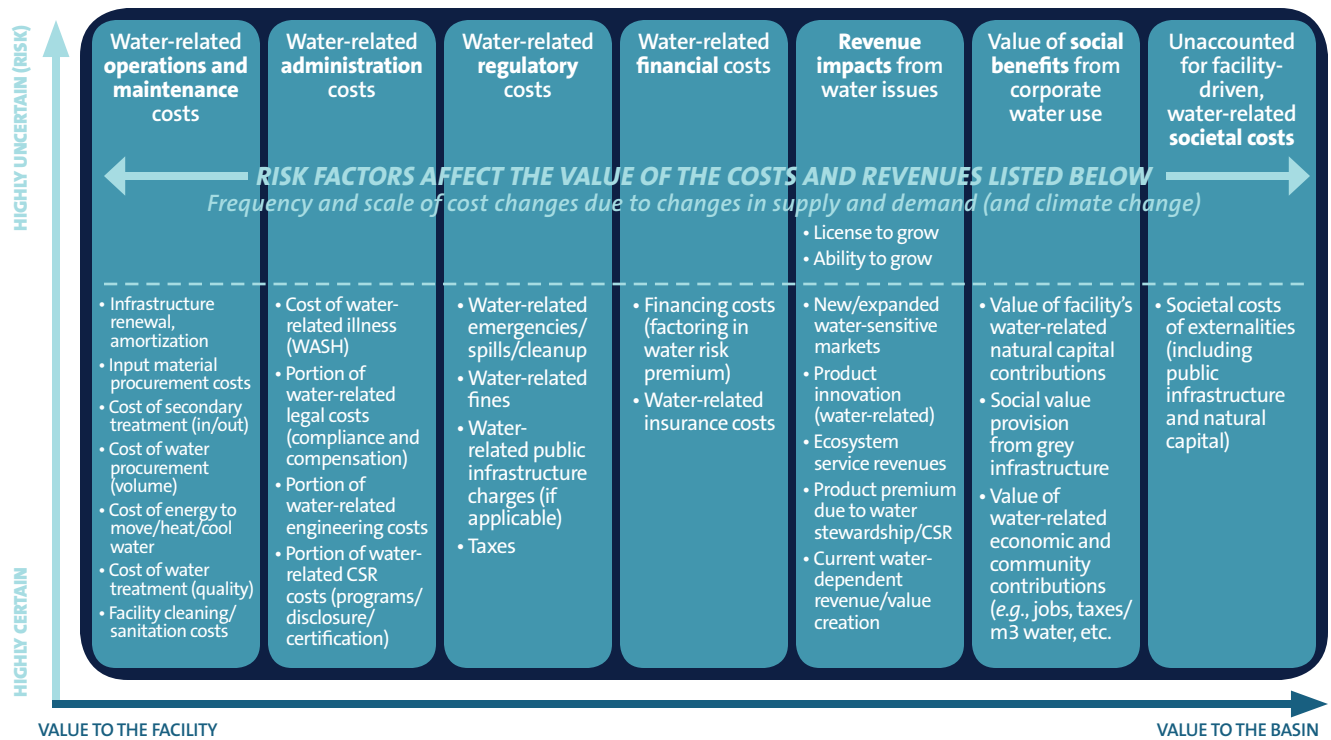 HIGHLY UNCERTAIN (RISK)
HIGHLY CERTAIN
Water-related
operations and
maintenance
costs
Water-related
administration
costs
Water-related
regulatory
costs
Water-related
financial costs
Revenue
impacts from
water issues
Value of social
benefits from
corporate
water use
Unaccounted
for facility-
driven,
water-related
societal costs
RISK FACTORS AFFECT THE VALUE OF THE COSTS AND REVENUES LISTED BELOW
Frequency and scale of cost changes due to changes in supply and demand (and climate change)
• License to grow
• Ability to grow
• Infrastructure
renewal,
amortization
• Input material
procurement costs
• Cost of secondary
treatment (in/out)
• Cost of water
procurement
(volume)
• Cost of energy to
move/heat/cool
water
• Cost of water
treatment (quality)
• Facility cleaning/
sanitation costs
• Cost of water-
related illness
(WASH)
• Portion of
water-related
legal costs
(compliance and
compensation)
• Portion of
water-related
engineering costs
• Portion of water-
related CSR
costs (programs/
disclosure/
certification)
• Water-related
emergencies/
spills/cleanup
• Water-related
fines
• Water-
related public
infrastructure
charges (if
applicable)
• Taxes
• Financing costs
(factoring in
water risk
premium)
• Water-related
insurance costs
• New/expanded
water-sensitive
markets
• Product
innovation
(water-related)
• Ecosystem
service revenues
• Product premium
due to water
stewardship/CSR
• Current water-
dependent
revenue/value
creation
• Value of facility's
water-related
natural capital
contributions
• Social value
provision
from grey
infrastructure
• Value of
water-related
economic and
community
contributions
(e.g., jobs, taxes/
m3 water, etc.
• Societal costs
of externalities
(including
public
infrastructure
and natural
capital)
VALUE TO THE FACILITY
VALUE TO THE BASIN